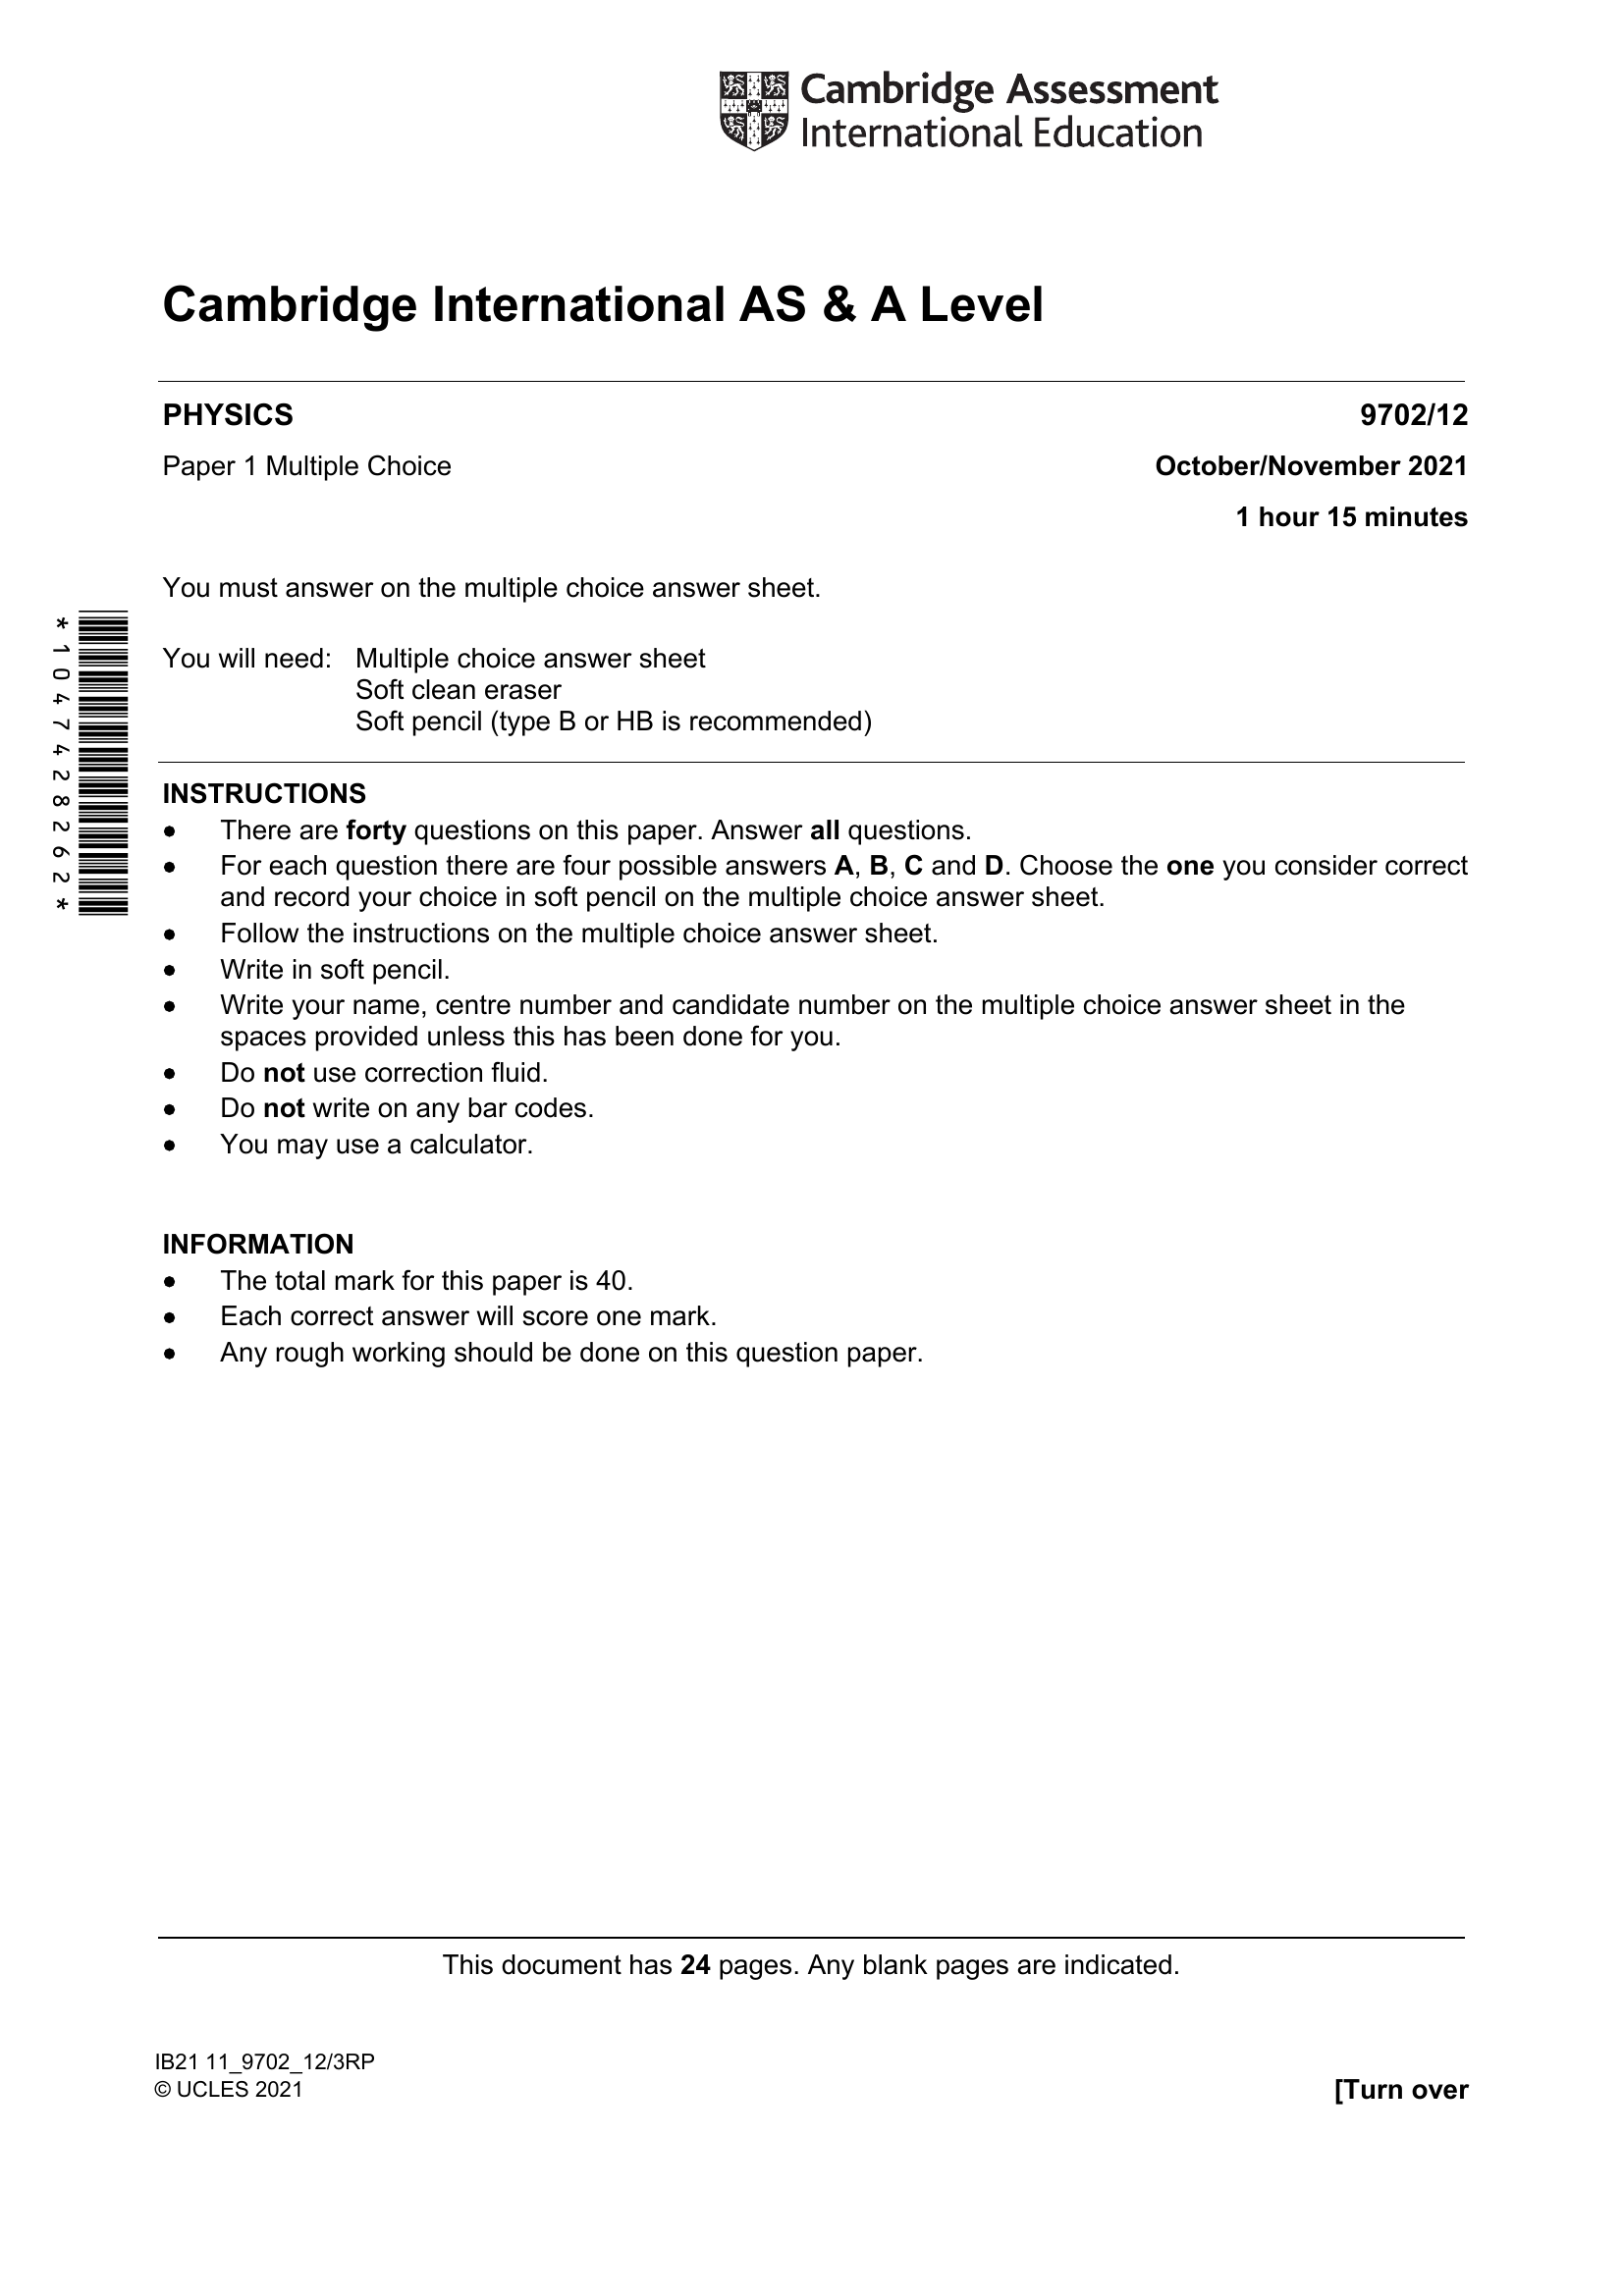 Cambridge Assessment
International Education
Cambridge International AS & A Level
PHYSICS 9702/12
Paper 1 Multiple Choice October/November 2021
1 hour 15 minutes
You must answer on the multiple choice answer sheet.
You will need: Multiple choice answer sheet
Soft clean eraser
Soft pencil (type B or HB is recommended)
*1047428262*
INSTRUCTIONS
● There are forty questions on this paper. Answer all questions.
● For each question there are four possible answers A, B, C and D. Choose the one you consider correct
and record your choice in soft pencil on the multiple choice answer sheet.
● Follow the instructions on the multiple choice answer sheet.
● Write in soft pencil.
● Write your name, centre number and candidate number on the multiple choice answer sheet in the
spaces provided unless this has been done for you.
● Do not use correction fluid.
● Do not write on any bar codes.
● You may use a calculator.
INFORMATION
● The total mark for this paper is 40.
● Each correct answer will score one mark.
● Any rough working should be done on this question paper.
This document has 24 pages. Any blank pages are indicated.
IB21 11_9702_12/3RP
© UCLES 2021 [Turn over